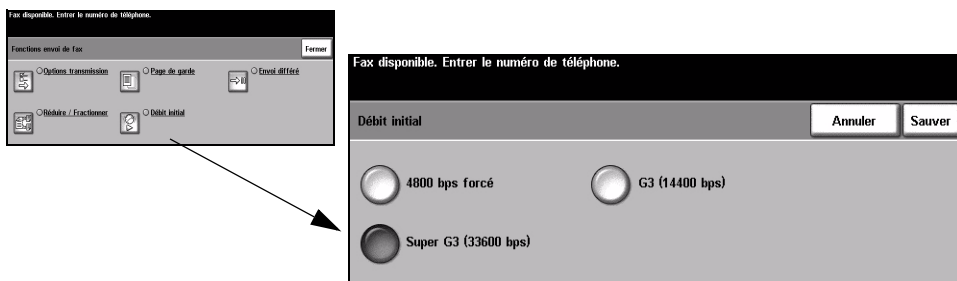 Fax disponible. Entrer le numéro de téléphone.
Fonctions envoi de fax
Fermer
Options transmission
Page de garde
Envoi différé
Réduire / Fractionner
Débit initial
Fax disponible. Entrer le numéro de téléphone.
Débit initial
Annuler
Sauver
4800 bps forcé
G3 (14400 bps)
Super G3 (33600 bps)